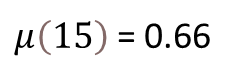 μ(15) = 0.66